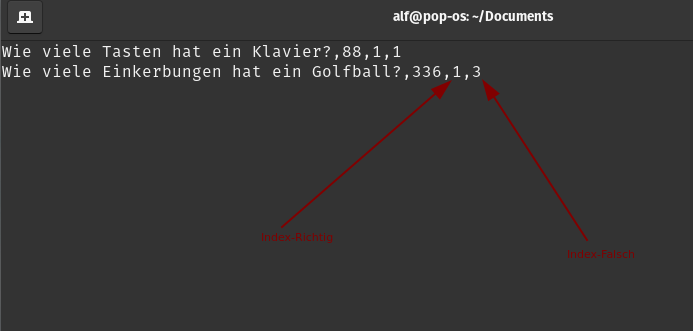 alf@pop-os: ~/Documents
Wie viele Tasten hat ein Klavier?,88,1,1
Wie viele Einkerbungen hat ein Golfball?,336,1,3
Index-Richtig
Index-Falsch